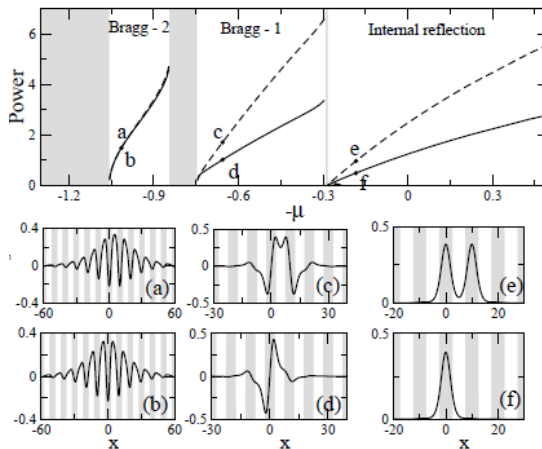 Bragg - 2
Bragg - 1
Internal reflection
Power
6
4
2
0
a
b
c
d
e
f
-1.2
-0.9
-0.6
-0.3
0
0.3
-μ
0.4
0
-0.4
(a)
0.5
0
-0.5
(c)
0.5
0
(e)
-20
0
20
0.4
0
-0.4
(b)
-60
-30
0
30
60
x
0.5
0
-0.5
(d)
-30
0
30
x
0.5
0
(f)
-20
0
20
x